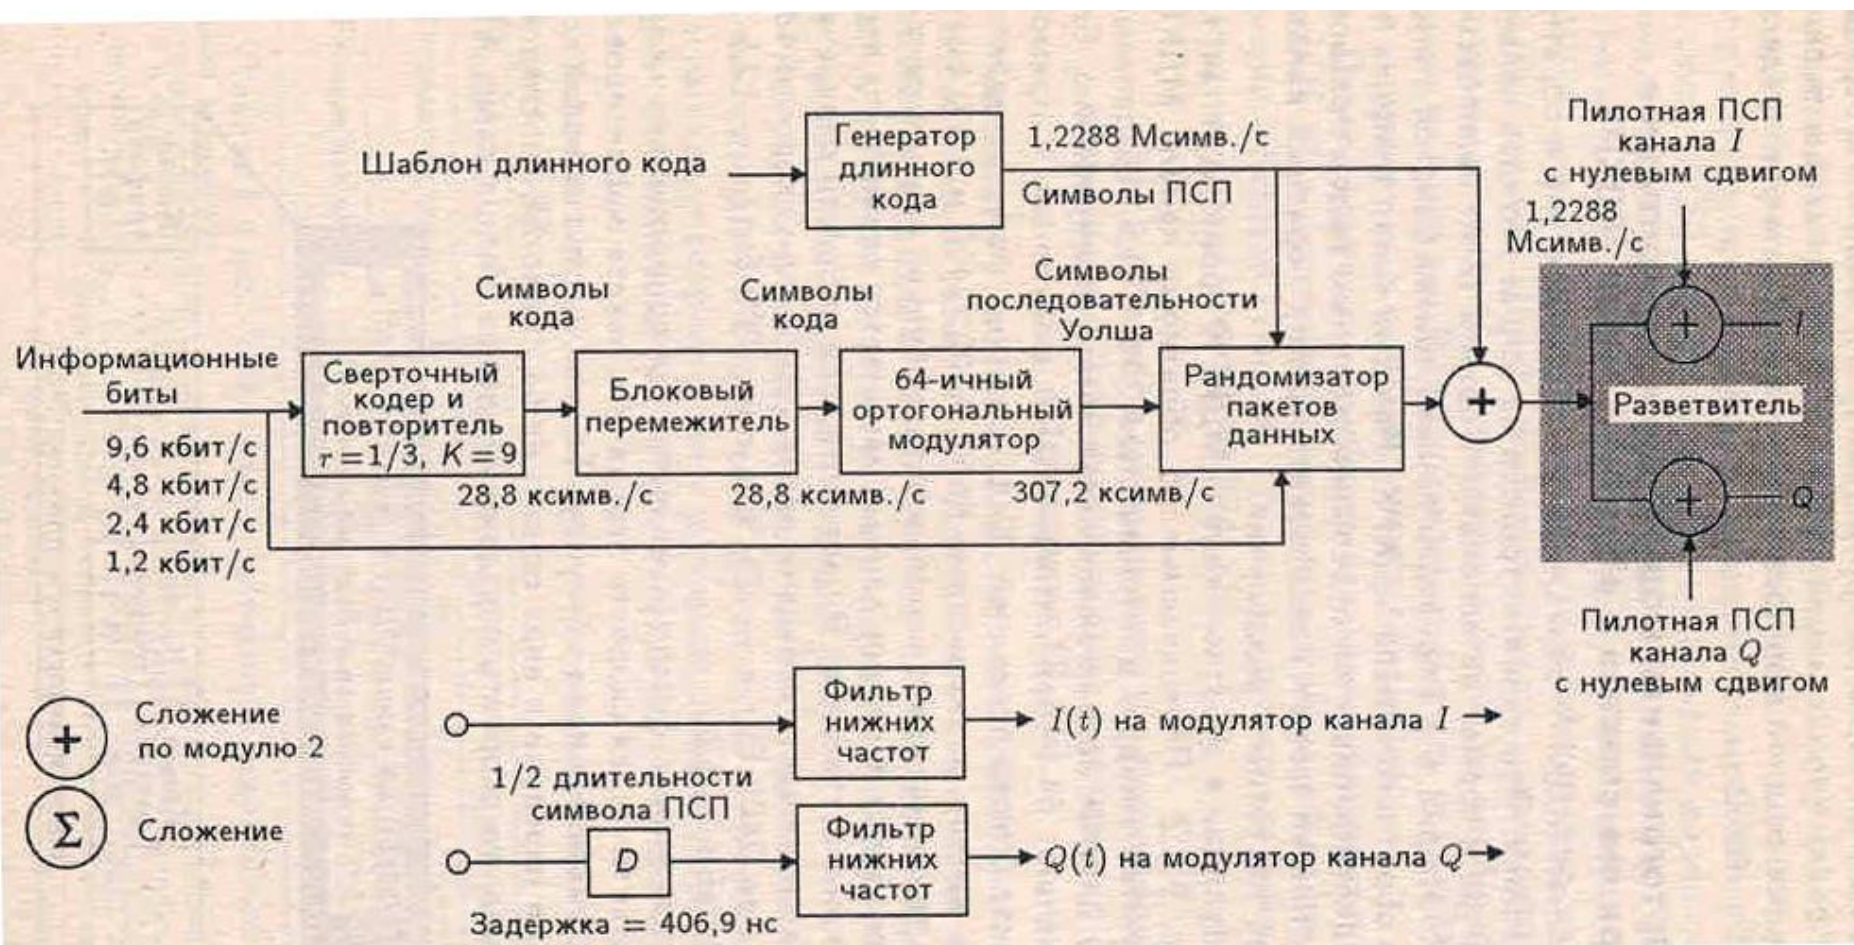 Пилотная ПСП
канала I
с нулевым сдвигом
1,2288
Мсимв./с
Шаблон длинного кода
Генератор
длинного
кода
1,2288 Мсимв./с
Символы ПСП
Символы
кода
Символы
кода
Символы
последовательности
Уолша
Информационные
биты
9,6 кбит/с
4,8 кбит/с
2,4 кбит/с
1,2 кбит/с
Сверточный
кодер и
повторитель
r=1/3, K=9
28,8 ксимв./с
Блоковый
перемежитель
28,8 ксимв./с
64-ичный
ортогональный
модулятор
307,2 ксимв/с
Рандомизатор
пакетов
данных
+
+
I
Разветвитель
+
Q
Пилотная ПСП
канала Q
с нулевым сдвигом
+
Сложение
по модулю 2
Σ
Сложение
Фильтр
нижних
частот
I(t) на модулятор канала I
1/2 длительности
символа ПСП
D
Задержка = 406,9 нс
Фильтр
нижних
частот
Q(t) на модулятор канала Q